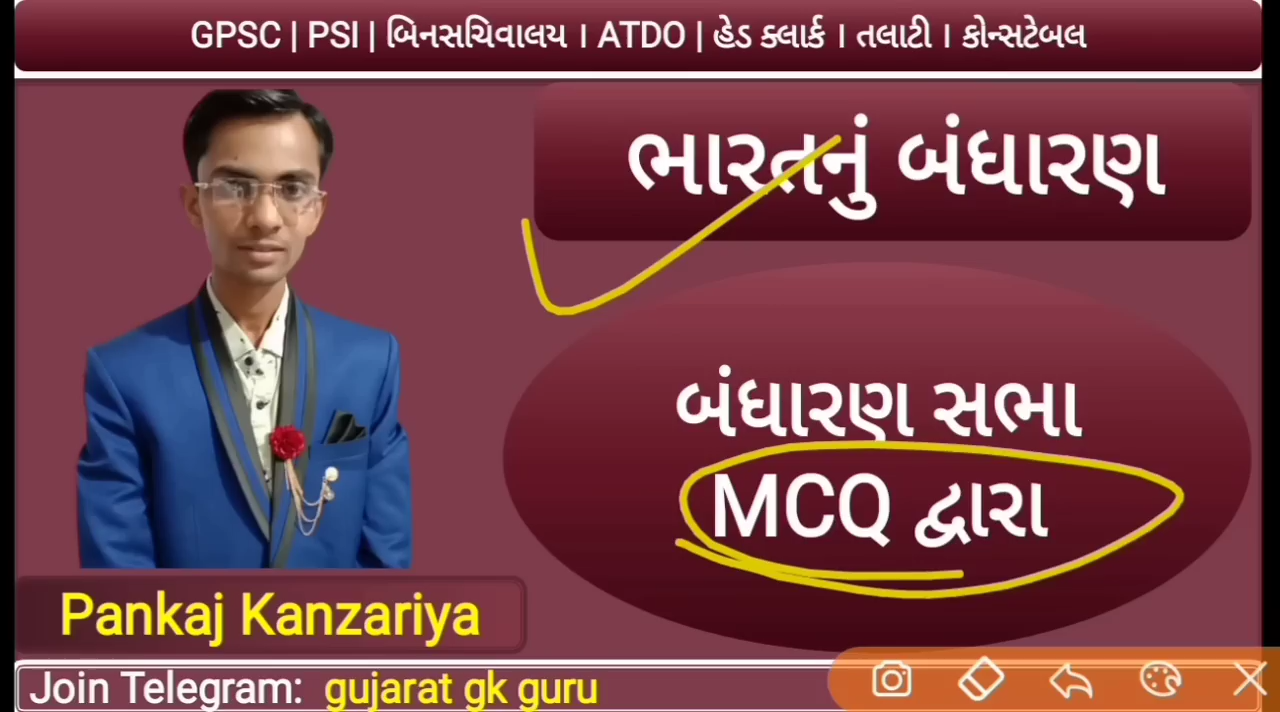 GPSC | PSI | બિનસચિવાલય । ATDO | હેડ ક્લાર્ક । તલાટી । કોન્સટેબલ
ભારતનું બંધારણ
બંધારણ સભા
MCQ દ્વારા
Pankaj Kanzariya
Join Telegram: gujarat gk guru